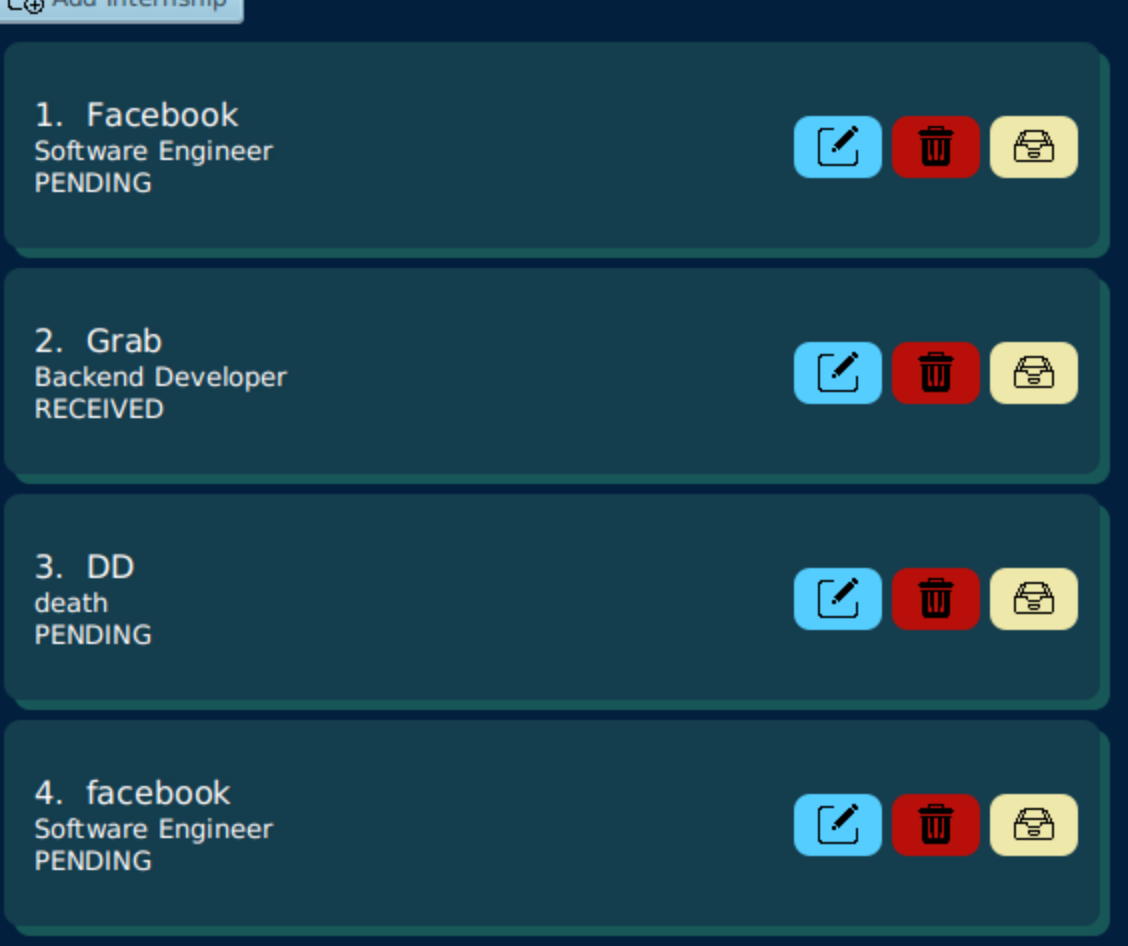 Add Internship
1. Facebook
Software Engineer
PENDING
2. Grab
Backend Developer
RECEIVED
3. DD
death
PENDING
4. facebook
Software Engineer
PENDING